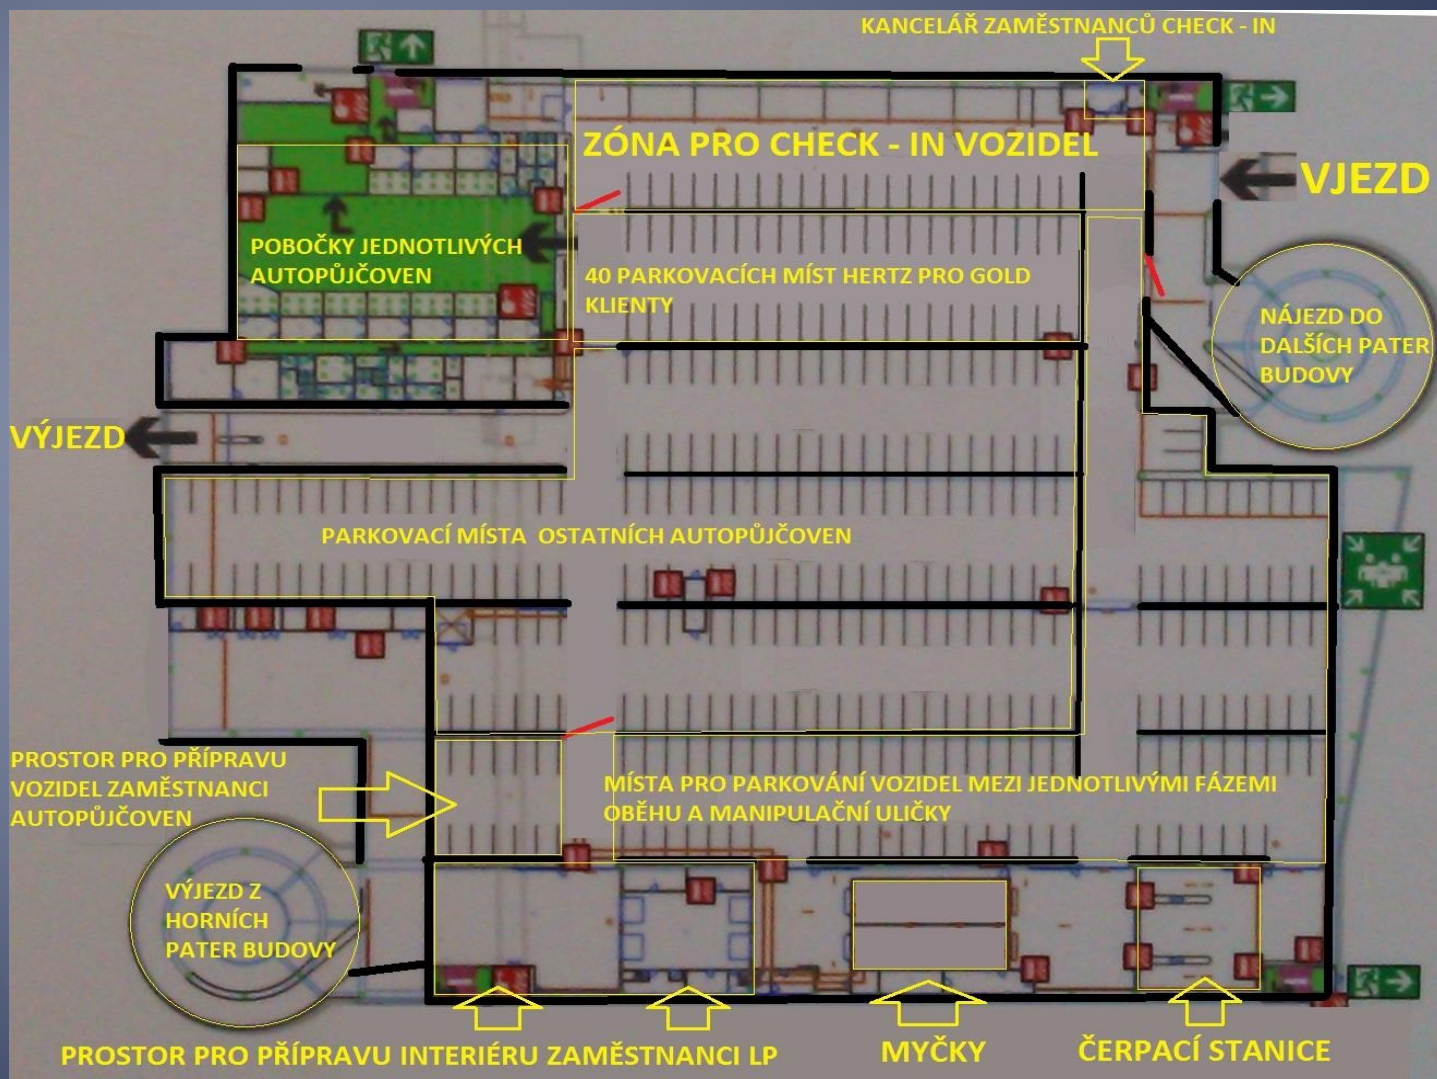 KANCELÁŘ ZAMĚSTNANCŮ CHECK - IN
ZÓNA PRO CHECK - IN VOZIDEL
VJEZD
POBOČKY JEDNOTLIVÝCH
AUTOPŮJČOVEN
40 PARKOVACÍCH MÍST HERTZ PRO GOLD
KLIENTY
NÁJEZD DO
DALŠÍCH PATER
BUDOVY
VÝJEZD
PARKOVACÍ MÍSTA OSTATNÍCH AUTOPŮJČOVEN
PROSTOR PRO PŘÍPRAVU
VOZIDEL ZAMĚSTNANCI
AUTOPŮJČOVEN
MÍSTA PRO PARKOVÁNÍ VOZIDEL MEZI JEDNOTLIVÝMI FÁZEMI
OBĚHU A MANIPULAČNÍ ULIČKY
VÝJEZD Z
HORNÍCH
PATER BUDOVY
PROSTOR PRO PŘÍPRAVU INTERIÉRU ZAMĚSTNANCI LP
MYČKY
ČERPACÍ STANICE